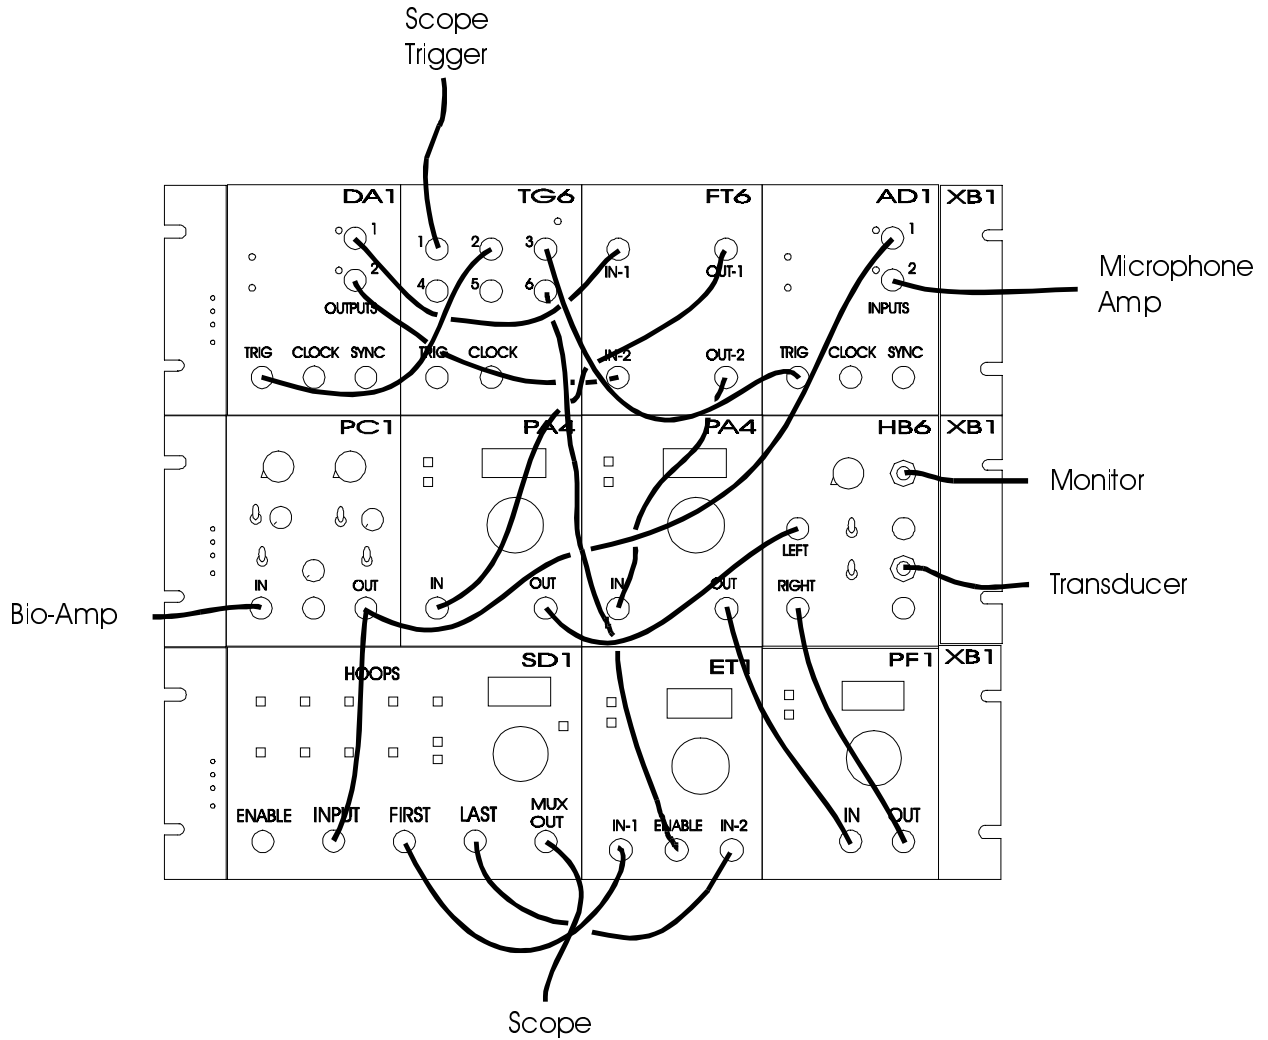 Scope
Trigger
DA1 TG6 FT6 AD1 XB1
1 1 2 3 1
IN-1 OUT-1
2 4 5 6 2
OUTPUTS INPUTS
Microphone
Amp
TRIG CLOCK SYNC TRIG CLOCK IN-2 OUT-2 TRIG CLOCK SYNC
PC1 PA4 PA4 HB6 XB1
Monitor
LEFT
IN OUT IN OUT IN OUT RIGHT
Transducer
Bio-Amp
HOOPS SD1 ET1 PF1 XB1
MUX
ENABLE INPUT FIRST LAST OUT IN-1 ENABLE IN-2 IN OUT
Scope